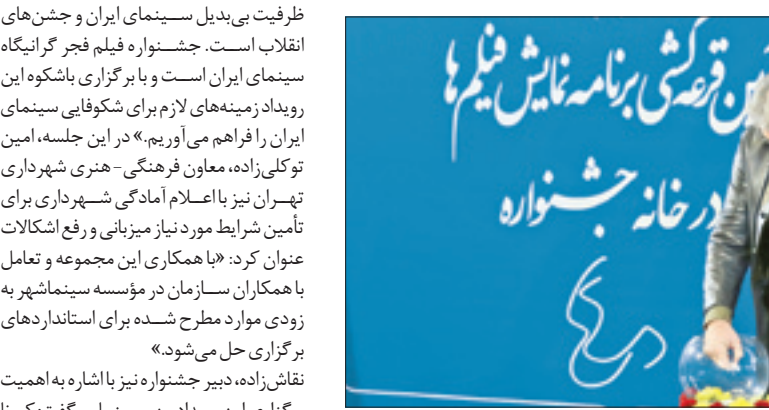 ظرفیت بی‌بدیل سینمای ایران و جشن‌های
انقلاب است. جشنواره فیلم فجر گرانیگاه
سینمای ایران است و با برگزاری باشکوه این
رویداد زمینه‌های لازم برای شکوفایی سینمای
ایران را فراهم می‌آوریم.» در این جلسه، امین
توکلی‌زاده، معاون فرهنگی-هنری شهرداری
تهران نیز با اعلام آمادگی شهرداری برای
تأمین شرایط مورد نیاز میزبانی و رفع اشکالات
عنوان کرد: «با همکاری این مجموعه و تعامل
با همکاران سازمان در مؤسسه سینماشهر به
زودی موارد مطرح شده برای استانداردهای
برگزاری حل می‌شود.»
نقاش‌زاده، دبیر جشنواره نیز با اشاره به اهمیت
قرعه‌کشی برنامه نمایش فیلم‌ها
در خانه جشنواره